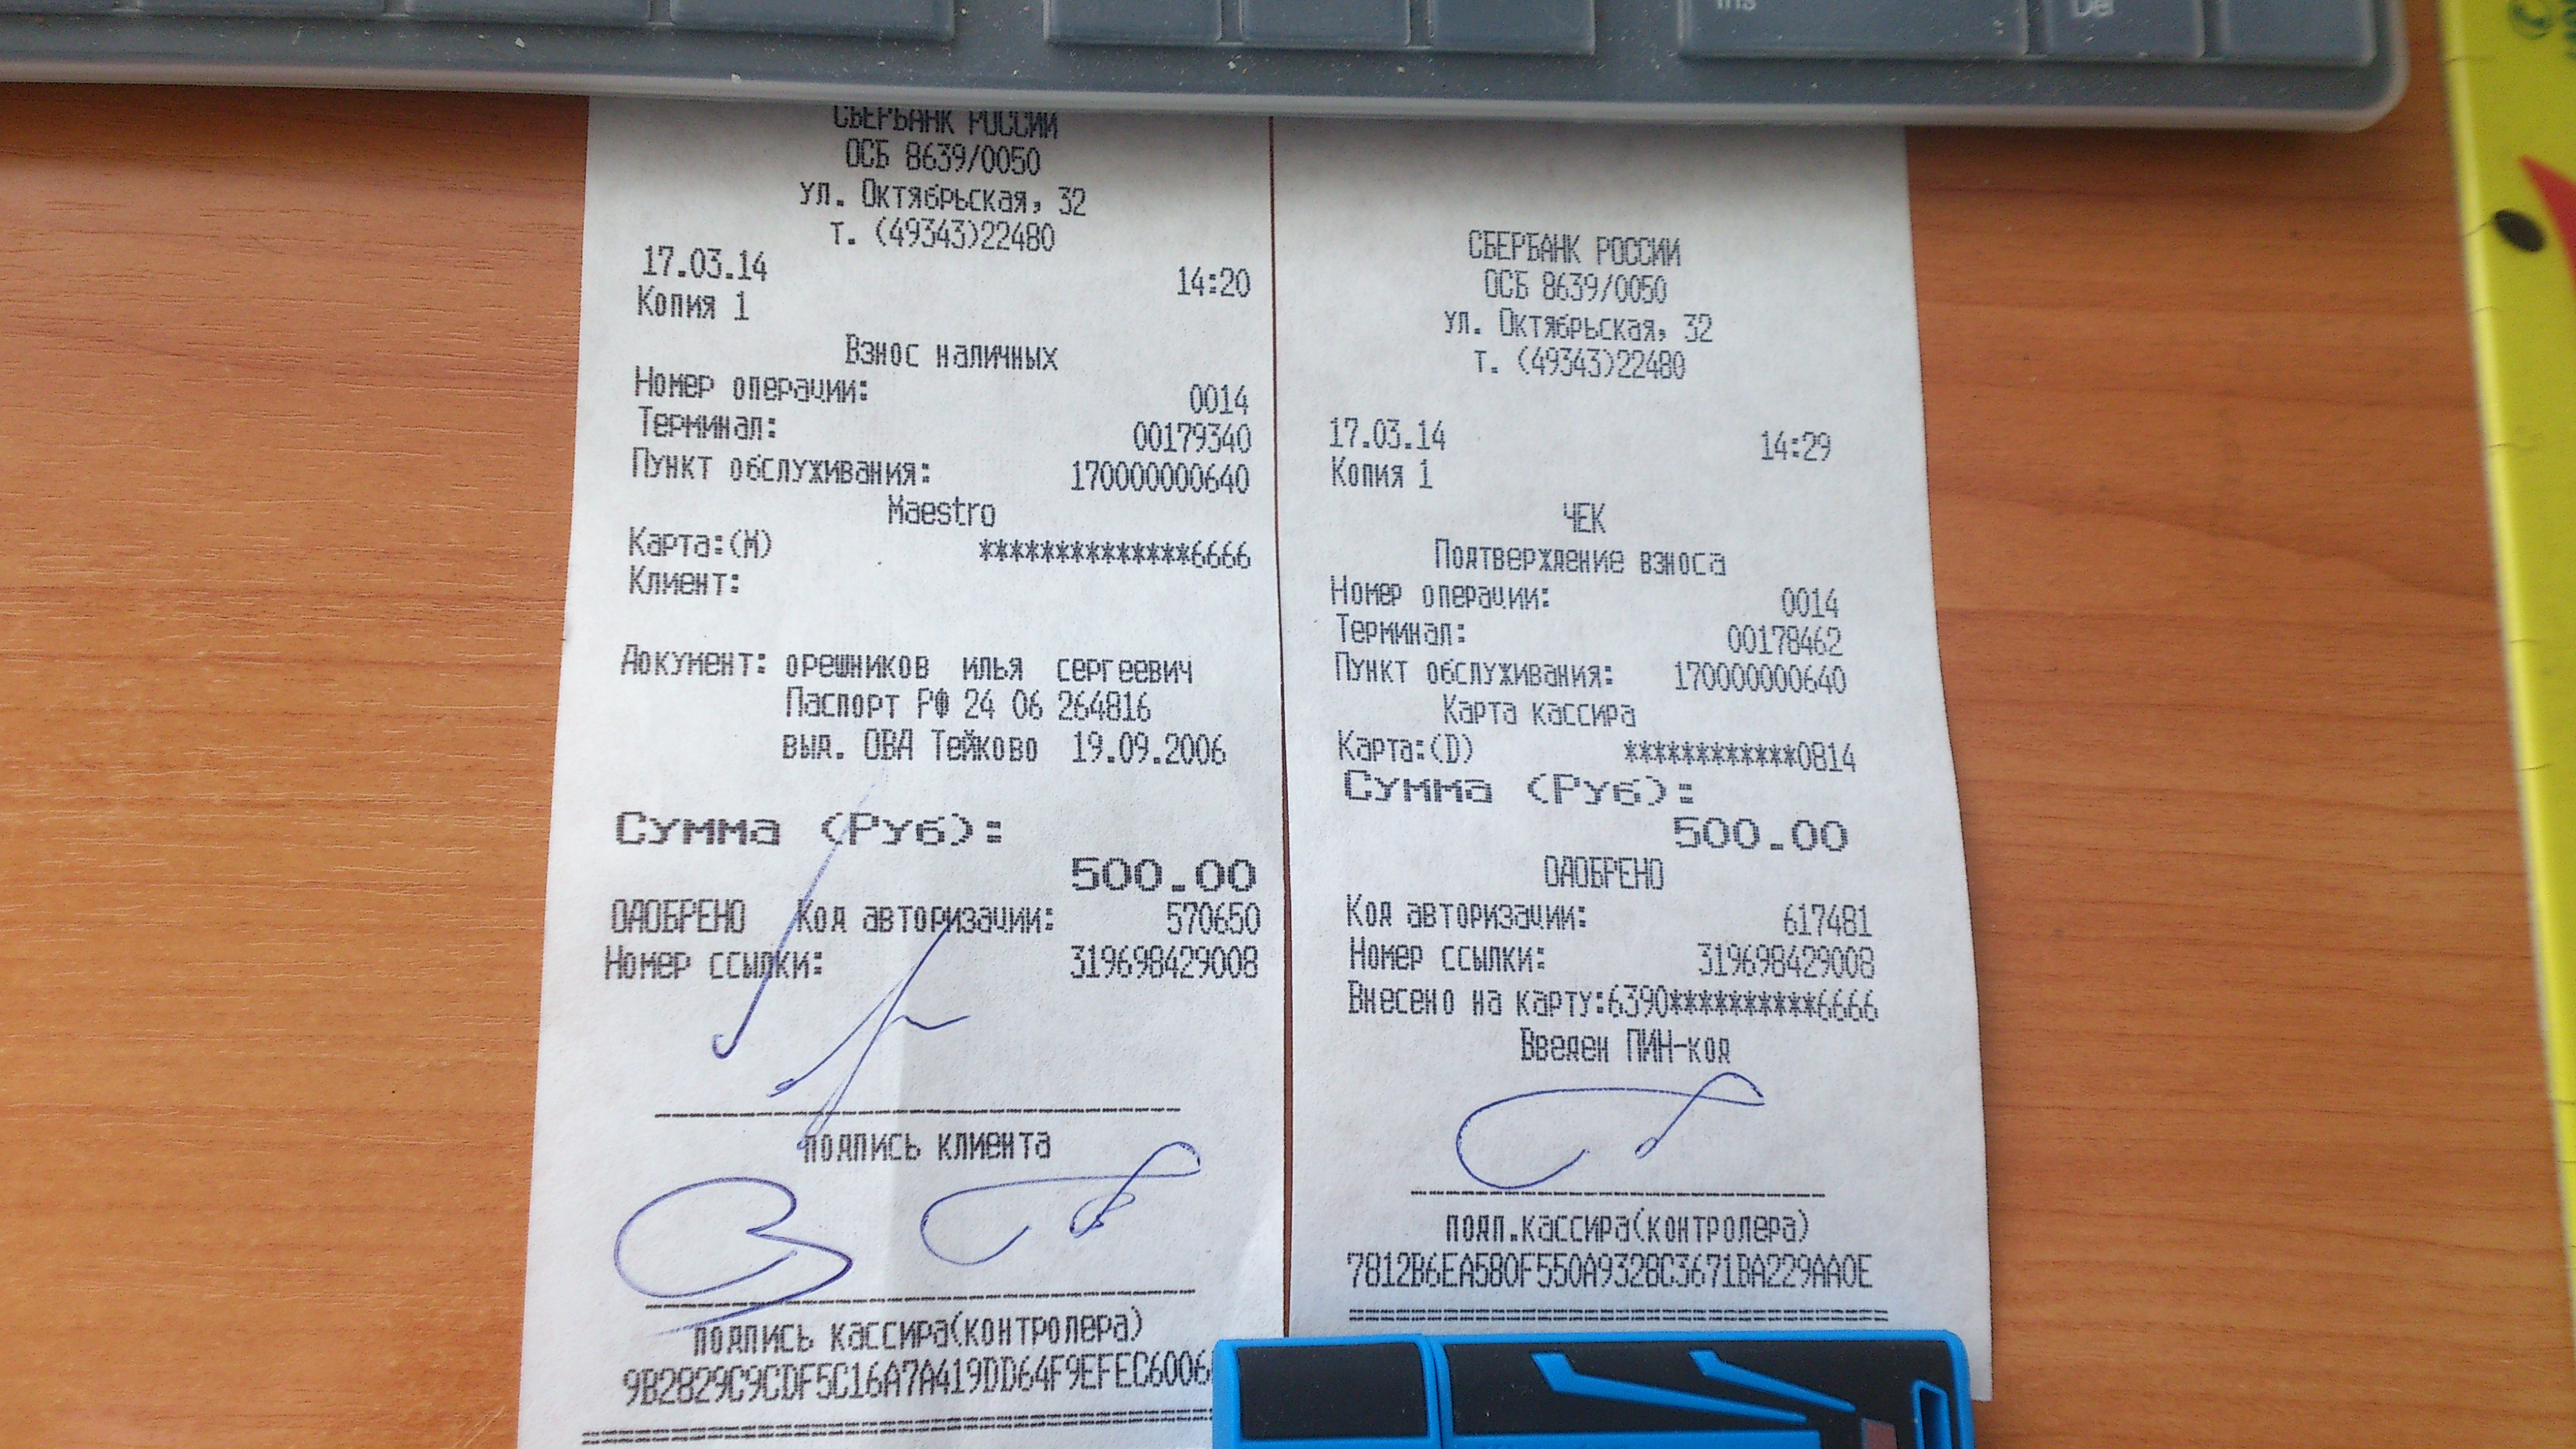 Ins
Del
СБЕРБАНК РОССИИ
ОСБ 8639/0050
ул. Октябрьская, 32
т. (49343)22480
17.03.14 14:20
Копия 1
Взнос наличных
Номер операции: 0014
Терминал: 00179340
Пункт обслуживания: 170000000640
Maestro
Карта:(M) **************6666
Клиент:
Документ: орешников илья сергеевич
Паспорт РФ 24 06 264816
выд. ОВД Тейково 19.09.2006
Сумма (Руб):
500.00
ОДОБРЕНО Код авторизации: 570650
Номер ссылки: 319698429008
подпись клиента
подпись кассира(контролера)
9B2829C9CDF5C16A7A419DD64F9EFEC6006
СБЕРБАНК РОССИИ
ОСБ 8639/0050
ул. Октябрьская, 32
т. (49343)22480
17.03.14 14:29
Копия 1
ЧЕК
Подтверждение взноса
Номер операции: 0014
Терминал: 00178462
Пункт обслуживания: 170000000640
Карта кассира
Карта:(D) ************0814
Сумма (Руб):
500.00
ОДОБРЕНО
Код авторизации: 617481
Номер ссылки: 319698429008
Внесено на карту:6390**********6666
Введен ПИН-код
подп.кассира(контролера)
7812B6EA580F550A9328C3671BA229AA0E